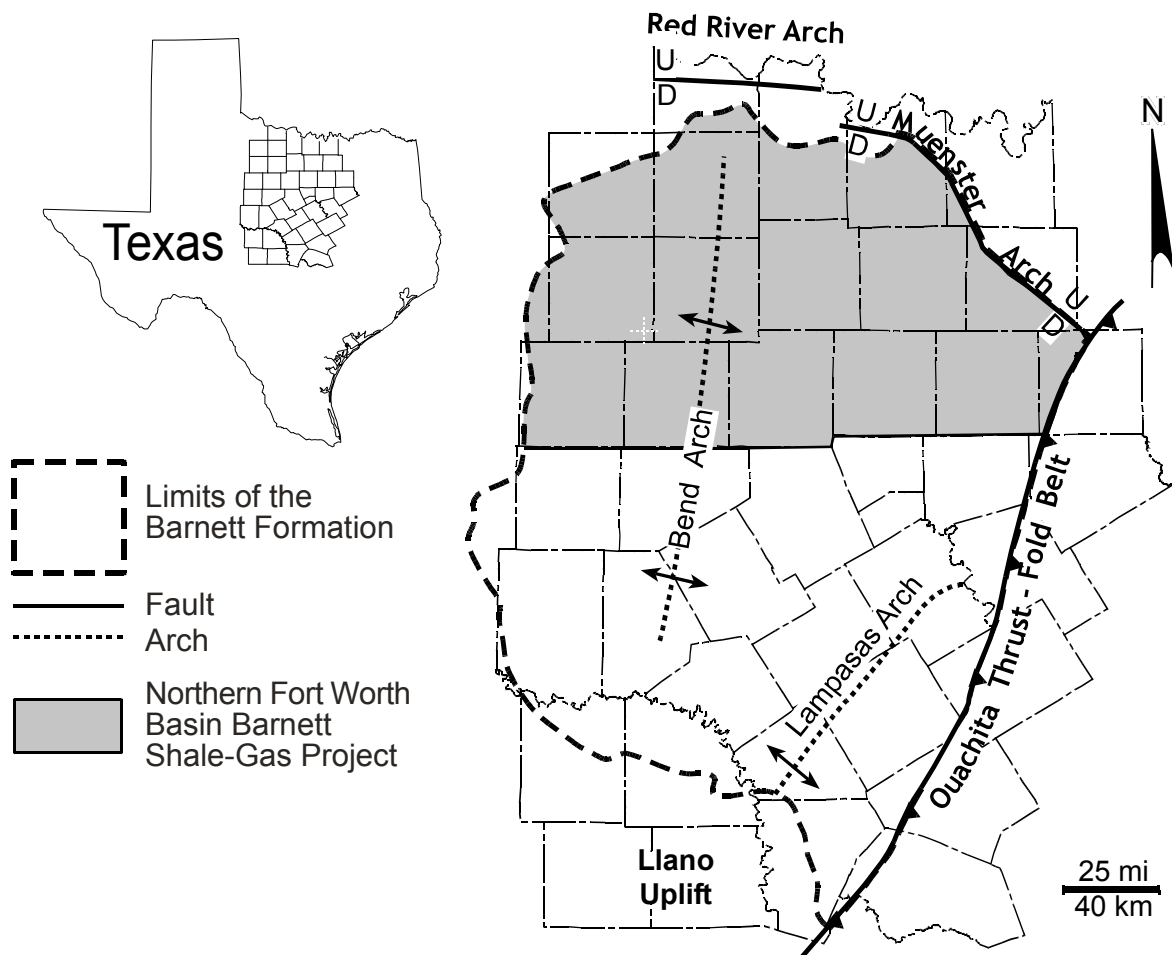 Red River Arch
U
D
U
D
Muenster
Arch
U
D
N
Texas
Bend Arch
Lampasas Arch
Ouachita Thrust - Fold Belt
Llano
Uplift
Limits of the
Barnett Formation
Fault
Arch
Northern Fort Worth
Basin Barnett
Shale-Gas Project
25 mi
40 km